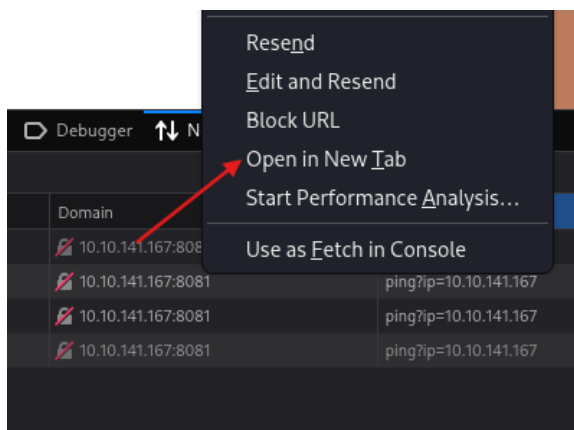 Resend
Edit and Resend
Block URL
Debugger N
Open in New Tab
Start Performance Analysis...
Domain
Use as Fetch in Console
10.10.141.167:808
10.10.141.167:8081 ping?ip=10.10.141.167
10.10.141.167:8081 ping?ip=10.10.141.167
10.10.141.167:8081 ping?ip=10.10.141.167